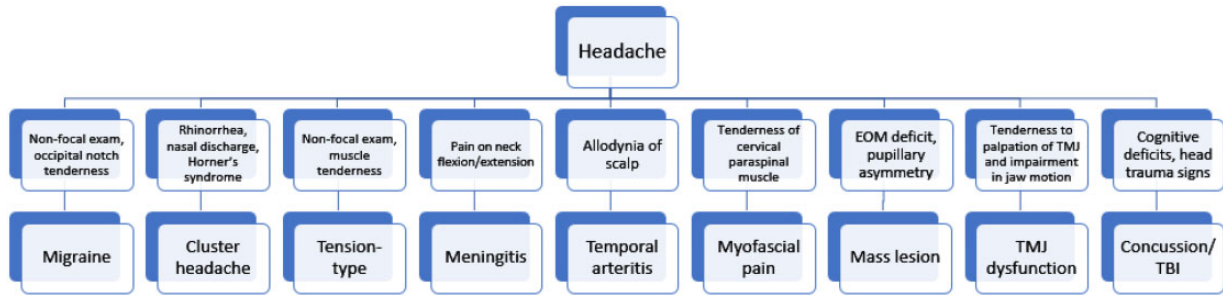 Headache
Non-focal exam,
occipital notch
tenderness
Rhinorrhea,
nasal discharge,
Horner's
syndrome
Non-focal exam,
muscle
tenderness
Pain on neck
flexion/extension
Allodynia of
scalp
Tenderness of
cervical
paraspinal
muscle
EOM deficit,
pupillary
asymmetry
Tenderness to
palpation of TMJ
and impairment
in jaw motion
Cognitive
deficits, head
trauma signs
Migraine
Cluster
headache
Tension-
type
Meningitis
Temporal
arteritis
Myofascial
pain
Mass lesion
TMJ
dysfunction
Concussion/
TBI